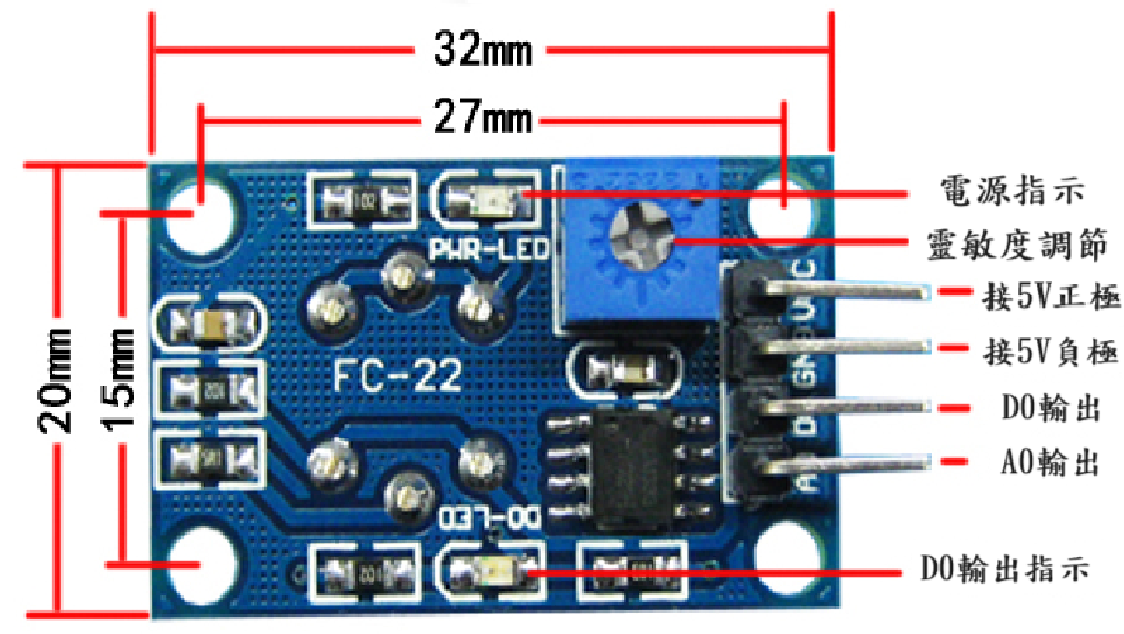 32mm
27mm
電源指示
PWR-LED
靈敏度調節
VCC
接5V正極
20mm
15mm
FC-22
GND
接5V負極
DO輸出
AO輸出
DO-LED
DO輸出指示
102